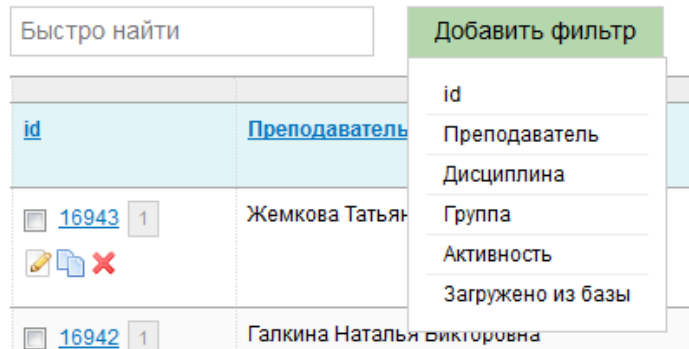 Быстро найти
Добавить фильтр
id
Преподаватель
Дисциплина
Группа
Активность
Загружено из базы
id
Преподаватель
16943 1
Жемкова
16942 1
Галкина Наталья Викторовна